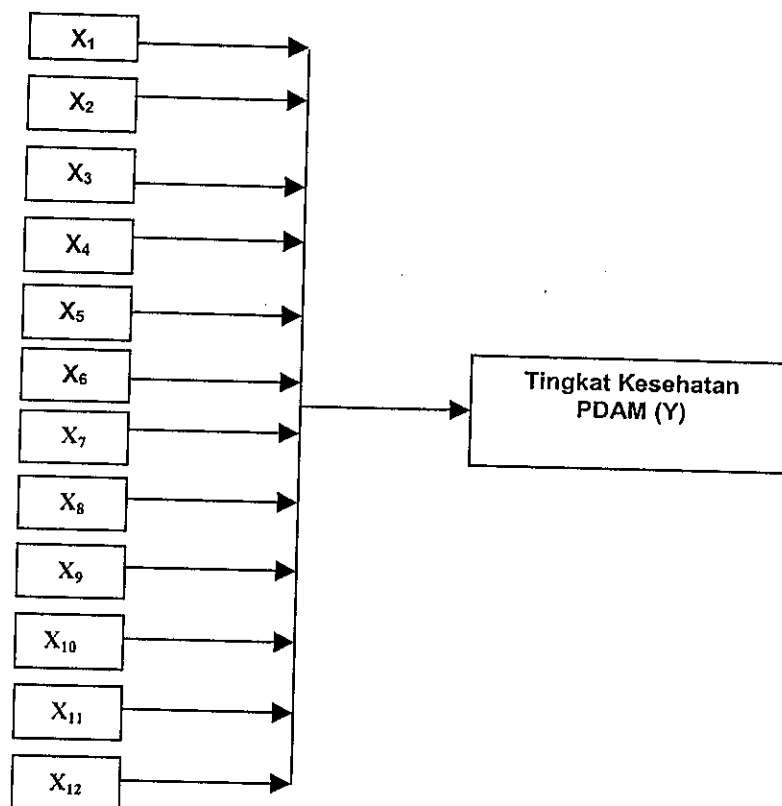 X₁
X₂
X₃
X₄
X₅
X₆
X₇
X₈
X₉
X₁₀
X₁₁
X₁₂
Tingkat Kesehatan
PDAM (Y)